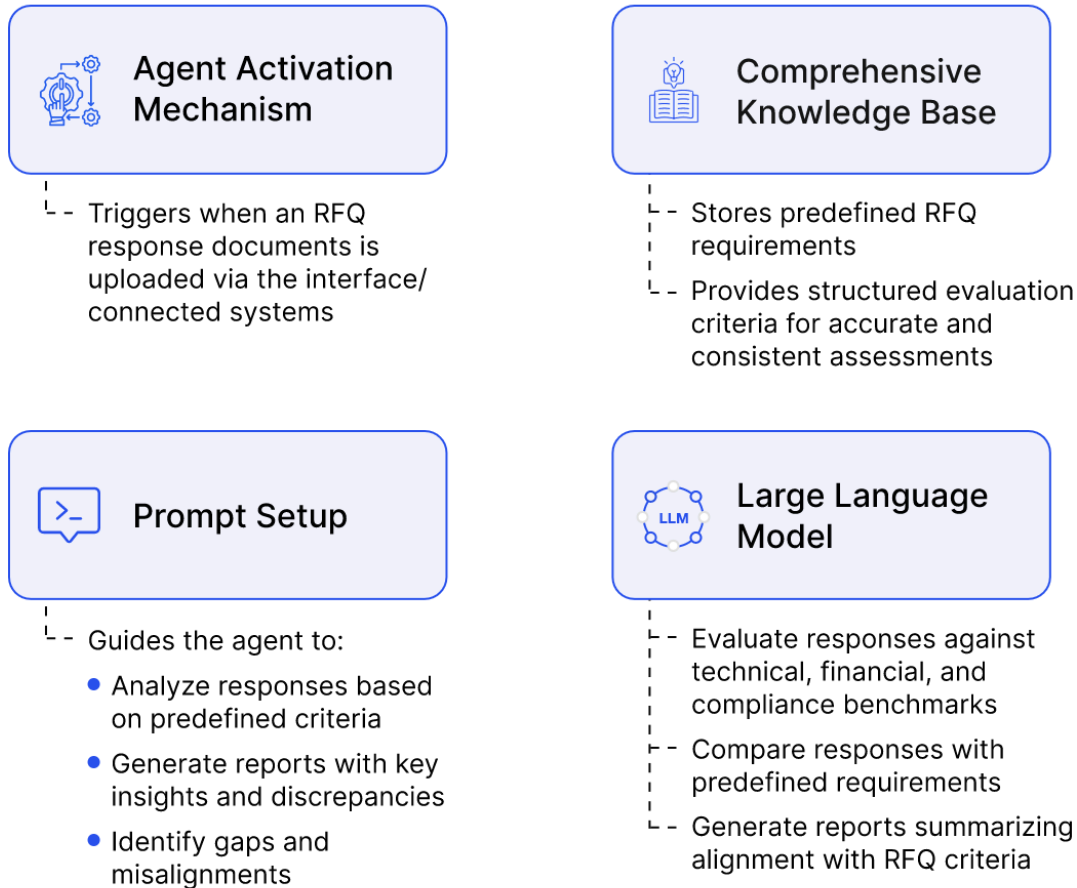 Agent Activation
Mechanism
Triggers when an RFQ
response documents is
uploaded via the interface/
connected systems
Comprehensive
Knowledge Base
Stores predefined RFQ
requirements
Provides structured evaluation
criteria for accurate and
consistent assessments
>_
Prompt Setup
Guides the agent to:
Analyze responses based
on predefined criteria
Generate reports with key
insights and discrepancies
Identify gaps and
misalignments
LLM
Large Language
Model
Evaluate responses against
technical, financial, and
compliance benchmarks
Compare responses with
predefined requirements
Generate reports summarizing
alignment with RFQ criteria